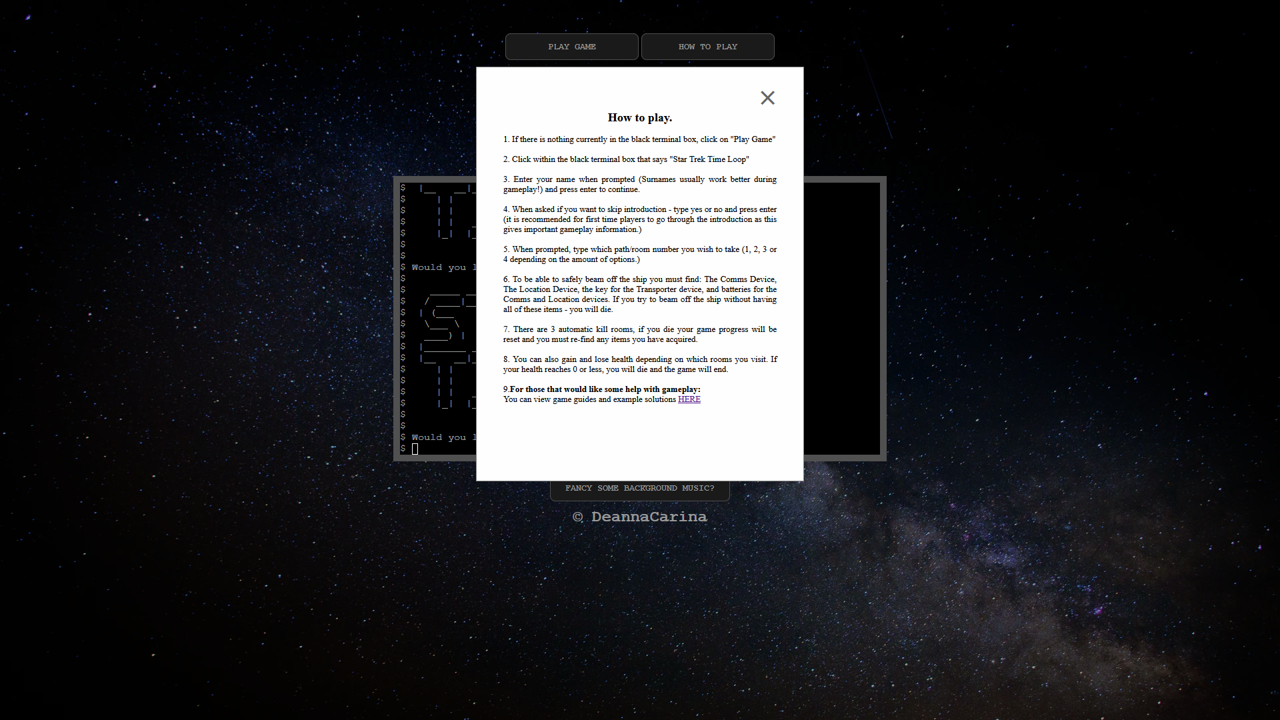 PLAY GAME
HOW TO PLAY
How to play.
1. If there is nothing currently in the black terminal box, click on "Play Game"
2. Click within the black terminal box that says "Star Trek Time Loop"
3. Enter your name when prompted (Surnames usually work better during
gameplay!) and press enter to continue.
4. When asked if you want to skip introduction - type yes or no and press enter
(it is recommended for first time players to go through the introduction as this
gives important gameplay information.)
5. When prompted, type which path/room number you wish to take (1, 2, 3 or
4 depending on the amount of options.)
6. To be able to safely beam off the ship you must find: The Comms Device,
The Location Device, the key for the Transporter device, and batteries for the
Comms and Location devices. If you try to beam off the ship without having
all of these items - you will die.
7. There are 3 automatic kill rooms, if you die your game progress will be
reset and you must re-find any items you have acquired.
8. You can also gain and lose health depending on which rooms you visit. If
your health reaches 0 or less, you will die and the game will end.
9.For those that would like some help with gameplay:
You can view game guides and example solutions HERE
$ Would you l
$ Would you l
$
FANCY SOME BACKGROUND MUSIC?
© DeannaCarina